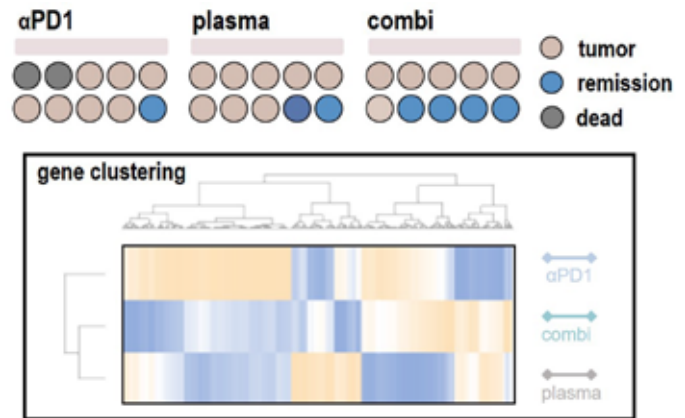 αPD1 plasma combi
tumor
remission
dead
gene clustering
αPD1
combi
plasma